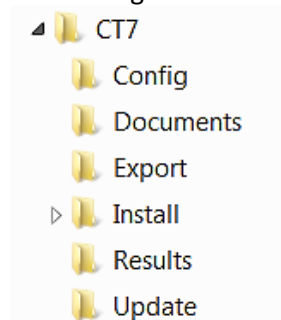 CT7
Config
Documents
Export
Install
Results
Update